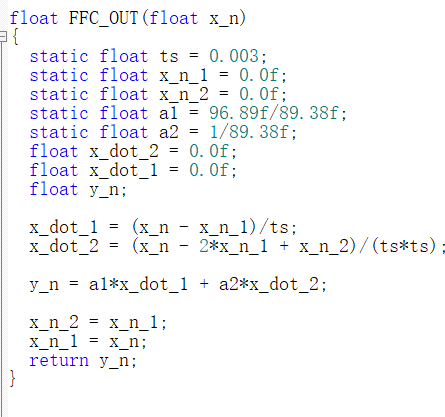 float FFC_OUT(float x_n)
{
static float ts = 0.003;
static float x_n_1 = 0.0f;
static float x_n_2 = 0.0f;
static float a1 = 96.89f/89.38f;
static float a2 = 1/89.38f;
float x_dot_2 = 0.0f;
float x_dot_1 = 0.0f;
float y_n;
x_dot_1 = (x_n - x_n_1)/ts;
x_dot_2 = (x_n - 2*x_n_1 + x_n_2)/(ts*ts);
y_n = a1*x_dot_1 + a2*x_dot_2;
x_n_2 = x_n_1;
x_n_1 = x_n;
return y_n;
}